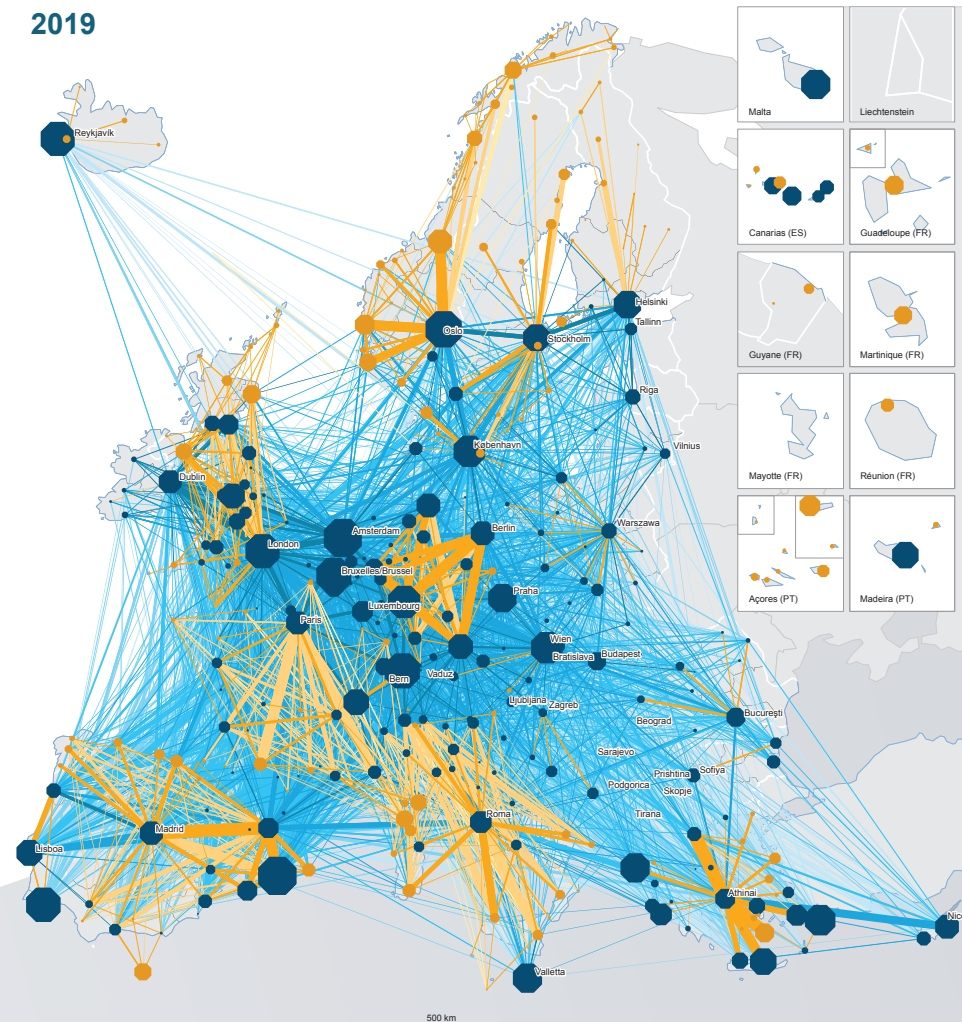 2019
Malta
Liechtenstein
Reykjavík
Canarias (ES)
Guadeloupe (FR)
Guyane (FR)
Martinique (FR)
Mayotte (FR)
Réunion (FR)
Açores (PT)
Madeira (PT)
Helsinki
Oslo
Tallinn
Stockholm
Riga
København
Vilnius
Dublin
Warszawa
Amsterdam
Berlin
London
Bruxelles/Brussel
Praha
Luxembourg
Paris
Wien
Bratislava
Budapest
Bern
Vaduz
Ljubljana
Zagreb
Beograd
Bucureşti
Sarajevo
Prishtina
Sofiya
Podgorica
Skopje
Tirana
Roma
Madrid
Lisboa
Athinai
Valletta
500 km